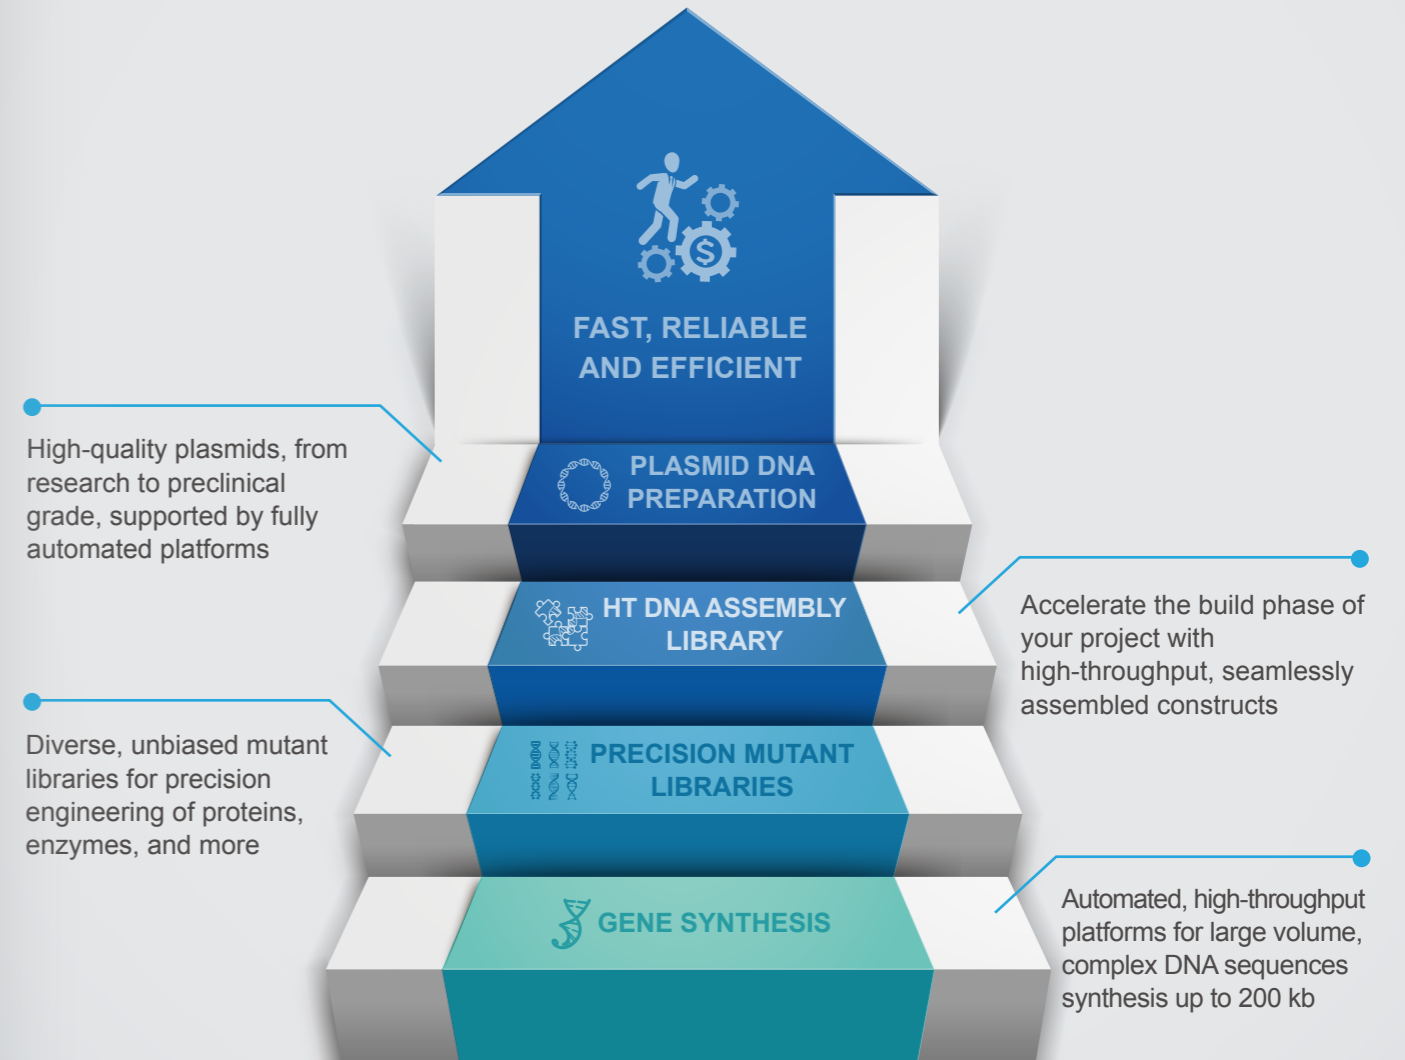 $
FAST, RELIABLE
AND EFFICIENT
High-quality plasmids, from
research to preclinical
grade, supported by fully
automated platforms
PLASMID DNA
PREPARATION
HT DNA ASSEMBLY
LIBRARY
Accelerate the build phase of
your project with
high-throughput, seamlessly
assembled constructs
Diverse, unbiased mutant
libraries for precision
engineering of proteins,
enzymes, and more
PRECISION MUTANT
LIBRARIES
GENE SYNTHESIS
Automated, high-throughput
platforms for large volume,
complex DNA sequences
synthesis up to 200 kb